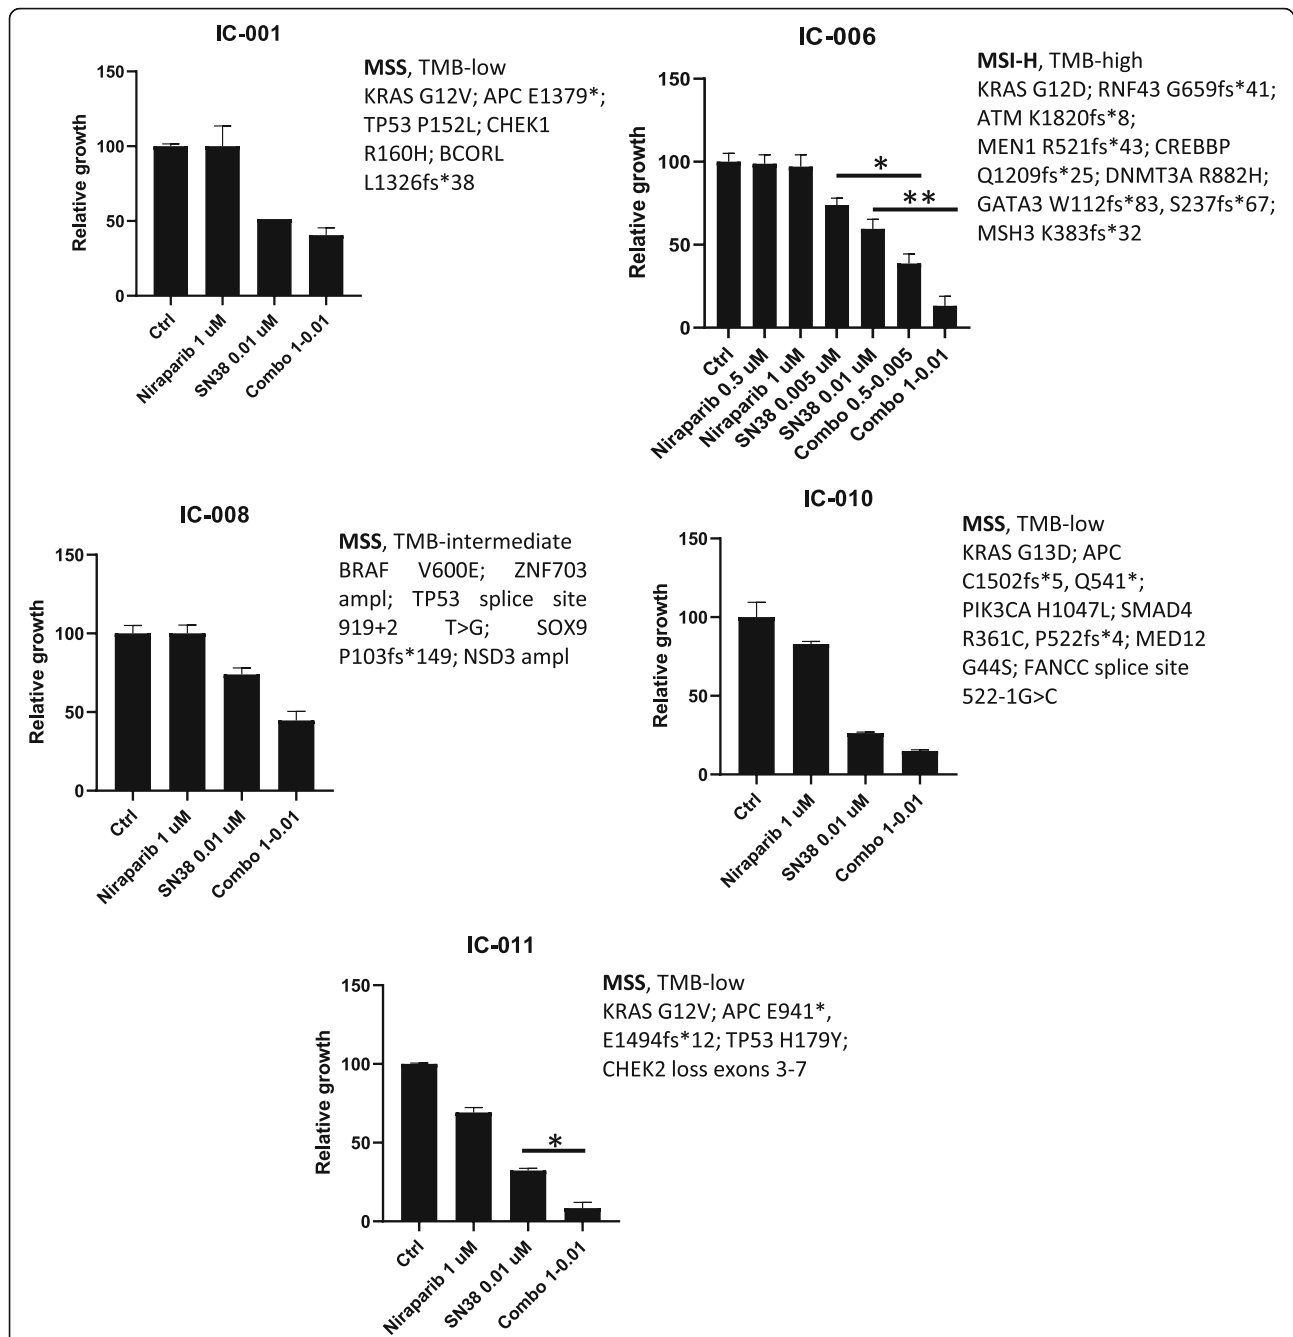 IC-001
MSS, TMB-low
KRAS G12V; APC E1379*;
TP53 P152L; CHEK1
R160H; BCORL
L1326fs*38
Relative growth
150
100
50
0
Ctrl
Niraparib 1 uM
SN38 0.01 uM
Combo 1-0.01
IC-006
MSI-H, TMB-high
KRAS G12D; RNF43 G659fs*41;
ATM K1820fs*8;
MEN1 R521fs*43; CREBBP
Q1209fs*25; DNMT3A R882H;
GATA3 W112fs*83, S237fs*67;
MSH3 K383fs*32
Relative growth
150
100
50
0
*
**
Ctrl
Niraparib 0.5 uM
Niraparib 1 uM
SN38 0.005 uM
SN38 0.01 uM
Combo 0.5-0.005
Combo 1-0.01
IC-008
MSS, TMB-intermediate
BRAF V600E; ZNF703
ampl; TP53 splice site
919+2 T>G; SOX9
P103fs*149; NSD3 ampl
Relative growth
150
100
50
0
Ctrl
Niraparib 1 uM
SN38 0.01 uM
Combo 1-0.01
IC-010
MSS, TMB-low
KRAS G13D; APC
C1502fs*5, Q541*;
PIK3CA H1047L; SMAD4
R361C, P522fs*4; MED12
G44S; FANCC splice site
522-1G>C
Relative growth
150
100
50
0
Ctrl
Niraparib 1 uM
SN38 0.01 uM
Combo 1-0.01
IC-011
MSS, TMB-low
KRAS G12V; APC E941*,
E1494fs*12; TP53 H179Y;
CHEK2 loss exons 3-7
Relative growth
150
100
50
0
*
Ctrl
Niraparib 1 uM
SN38 0.01 uM
Combo 1-0.01